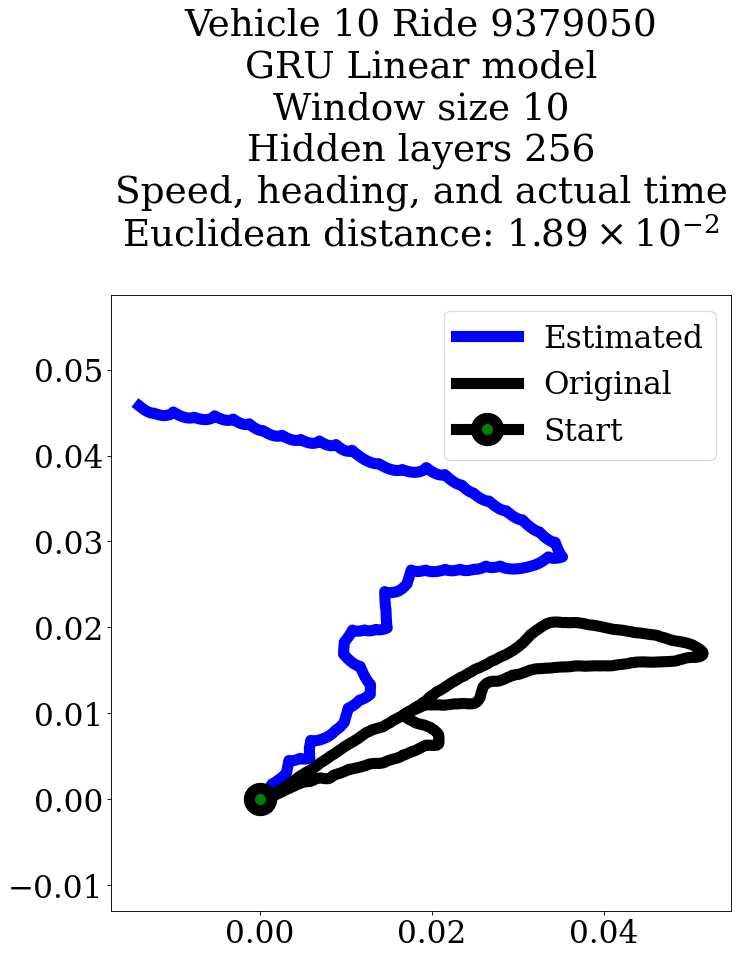 Vehicle 10 Ride 9379050
GRU Linear model
Window size 10
Hidden layers 256
Speed, heading, and actual time
Euclidean distance: 1.89 × 10⁻²
Estimated
Original
Start
0.05
0.04
0.03
0.02
0.01
0.00
−0.01
0.00 0.02 0.04